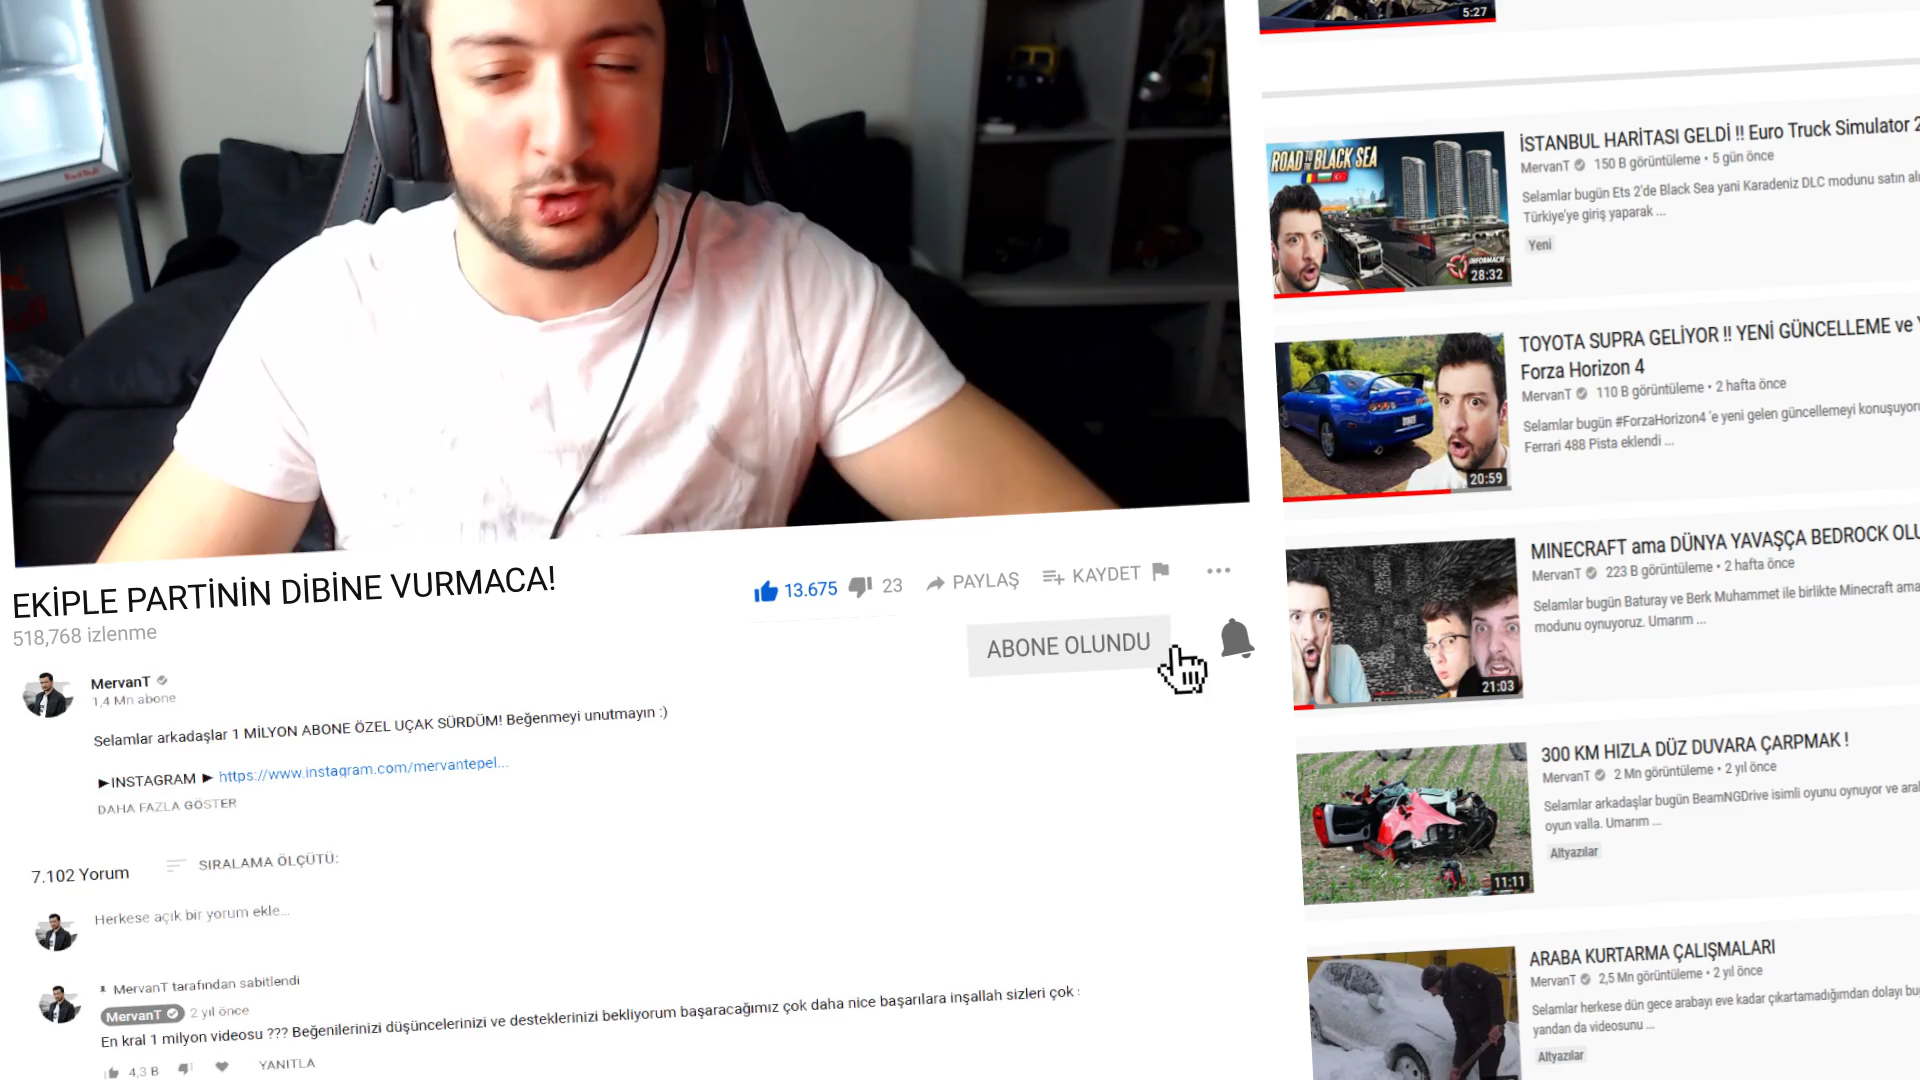 Red Bull
EKİPLE PARTİNİN DİBİNE VURMACA!
518,768 izlenme
13.675
23
PAYLAŞ
KAYDET
ABONE OLUNDU
MervanT
1,4 Mn abone
Selamlar arkadaşlar 1 MİLYON ABONE ÖZEL UÇAK SÜRDÜM! Beğenmeyi unutmayın :)
►INSTAGRAM ► https://www.instagram.com/mervantepel...
DAHA FAZLA GÖSTER
7.102 Yorum
SIRALAMA ÖLÇÜTÜ:
Herkese açık bir yorum ekle...
MervanT tarafından sabitlendi
MervanT 2 yıl önce
En kral 1 milyon videosu ??? Beğenilerinizi düşüncelerinizi ve desteklerinizi bekliyorum başaracağımız çok daha nice başarılara inşallah sizleri çok :
4,3 B
YANITLA
5:27
ROAD TO THE BLACK SEA
INFORMACJE
28:32
İSTANBUL HARİTASI GELDİ !! Euro Truck Simulator 2
MervanT 150 B görüntüleme • 5 gün önce
Selamlar bugün Ets 2'de Black Sea yani Karadeniz DLC modunu satın alı
Türkiye'ye giriş yaparak ...
Yeni
20:59
TOYOTA SUPRA GELİYOR !! YENİ GÜNCELLEME ve Y
Forza Horizon 4
MervanT 110 B görüntüleme • 2 hafta önce
Selamlar bugün #ForzaHorizon4 'e yeni gelen güncellemeyi konuşuyoru
Ferrari 488 Pista eklendi ...
21:03
MINECRAFT ama DÜNYA YAVAŞÇA BEDROCK OLU
MervanT 223 B görüntüleme • 2 hafta önce
Selamlar bugün Baturay ve Berk Muhammet ile birlikte Minecraft ama
modunu oynuyoruz. Umarım ...
11:11
300 KM HIZLA DÜZ DUVARA ÇARPMAK !
MervanT 2 Mn görüntüleme • 2 yıl önce
Selamlar arkadaşlar bugün BeamNGDrive isimli oyunu oynuyor ve aral
oyun valla. Umarım ...
Altyazılar
ARABA KURTARMA ÇALIŞMALARI
MervanT 2,5 Mn görüntüleme • 2 yıl önce
Selamlar herkese dün gece arabayı eve kadar çıkartamadığımdan dolayı bu
yandan da videosunu ...
Altyazılar